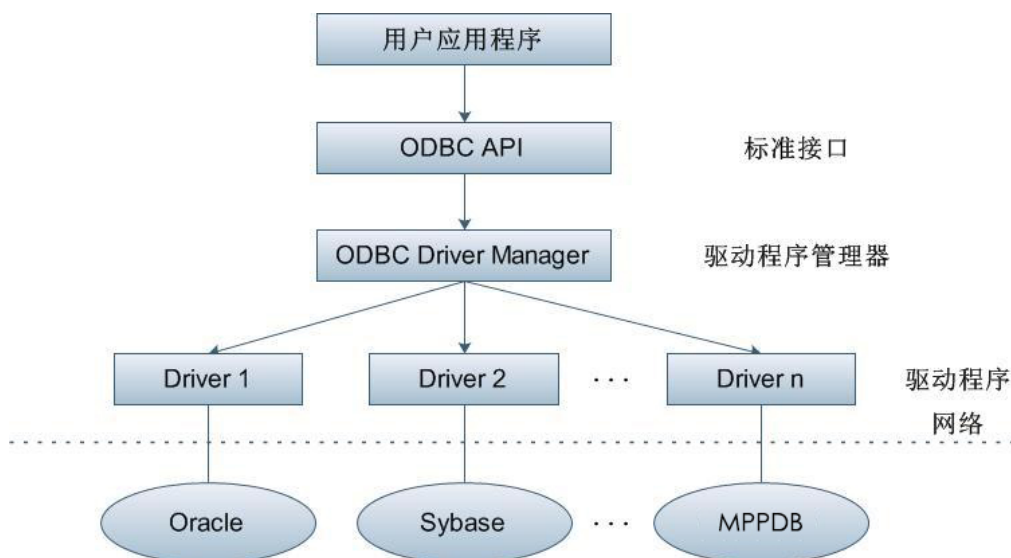 用户应用程序
ODBC API
标准接口
ODBC Driver Manager
驱动程序管理器
Driver 1
Driver 2
···
Driver n
驱动程序
网络
Oracle
Sybase
···
MPPDB